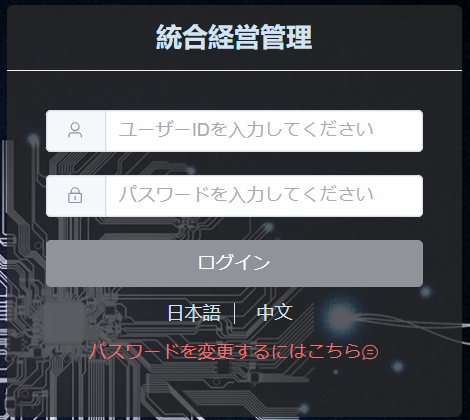 統合経営管理
ユーザーIDを入力してください
パスワードを入力してください
ログイン
日本語 | 中文
パスワードを変更するにはこちら